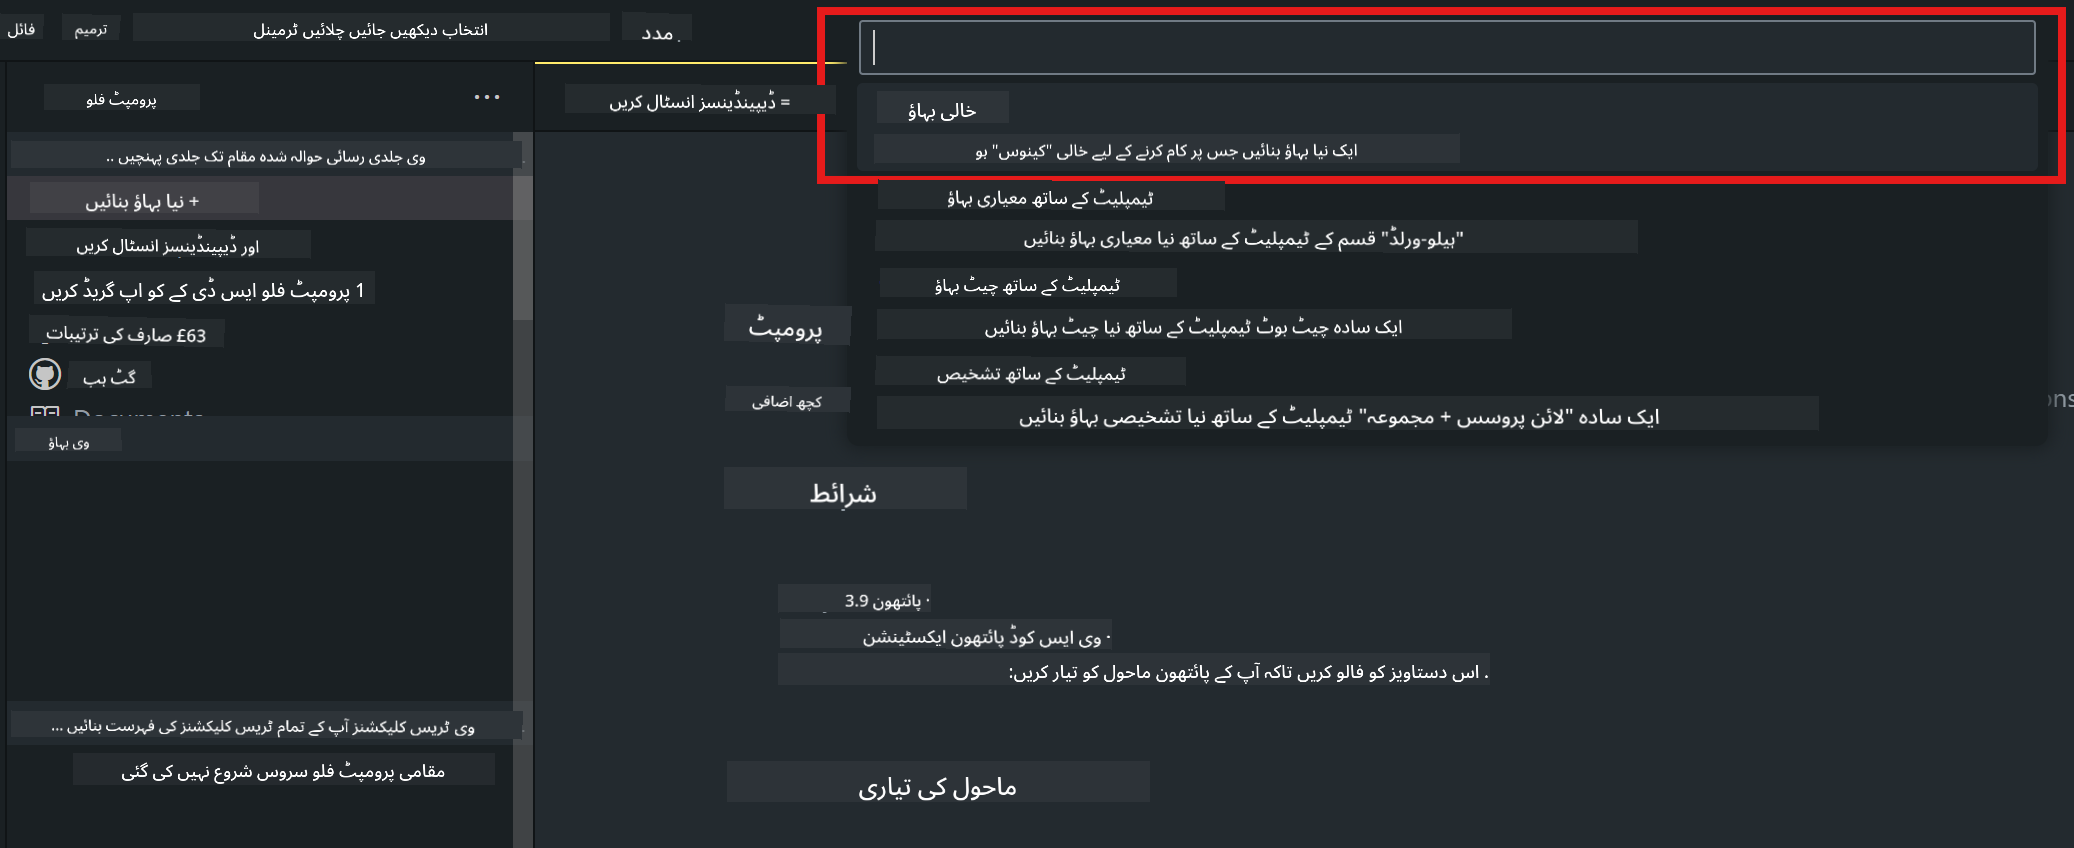 فائل
ترمیم
انتخاب دیکھیں جائیں چلائیں ٹرمینل
مدد
پرومپٹ فلو
...
وی جلدی رسائی حوالہ شدہ مقام تک جلدی پہنچیں ..
+ نیا بہاؤ بنائیں
اور ڈیپینڈینسز انسٹال کریں
1 پرومپٹ فلو ایس ڈی کے کو اپ گریڈ کریں
£63 صارف کی ترتیبات_
گٹ ہب
وی بہاؤ
وی ٹریس کلیکشنز آپ کے تمام ٹریس کلیکشنز کی فہرست بنائیں ...
مقامی پرومپٹ فلو سروس شروع نہیں کی گئی
= ڈیپینڈینسز انسٹال کریں
خالی بہاؤ
ایک نیا بہاؤ بنائیں جس پر کام کرنے کے لیے خالی "کینوس" ہو
ٹیمپلیٹ کے ساتھ معیاری بہاؤ
"ہیلو-ورلڈ" قسم کے ٹیمپلیٹ کے ساتھ نیا معیاری بہاؤ بنائیں
ٹیمپلیٹ کے ساتھ چیٹ بہاؤ
ایک سادہ چیٹ بوٹ ٹیمپلیٹ کے ساتھ نیا چیٹ بہاؤ بنائیں
ٹیمپلیٹ کے ساتھ تشخیص
ایک سادہ "لائن پروسس + مجموعہ" ٹیمپلیٹ کے ساتھ نیا تشخیصی بہاؤ بنائیں
پرومپٹ
کچھ اضافی
شرائط
· پائتھون 3.9
· وی ایس کوڈ پائتھون ایکسٹینشن
. اس دستاویز کو فالو کریں تاکہ آپ کے پائتھون ماحول کو تیار کریں:
ماحول کی تیاری